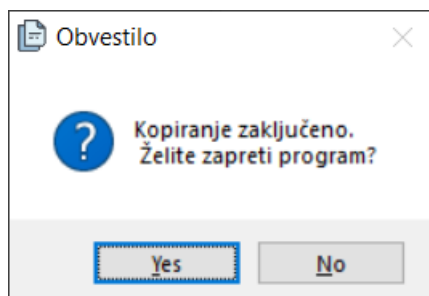 Obvestilo
Kopiranje zaključeno.
Želite zapreti program?
Yes
No